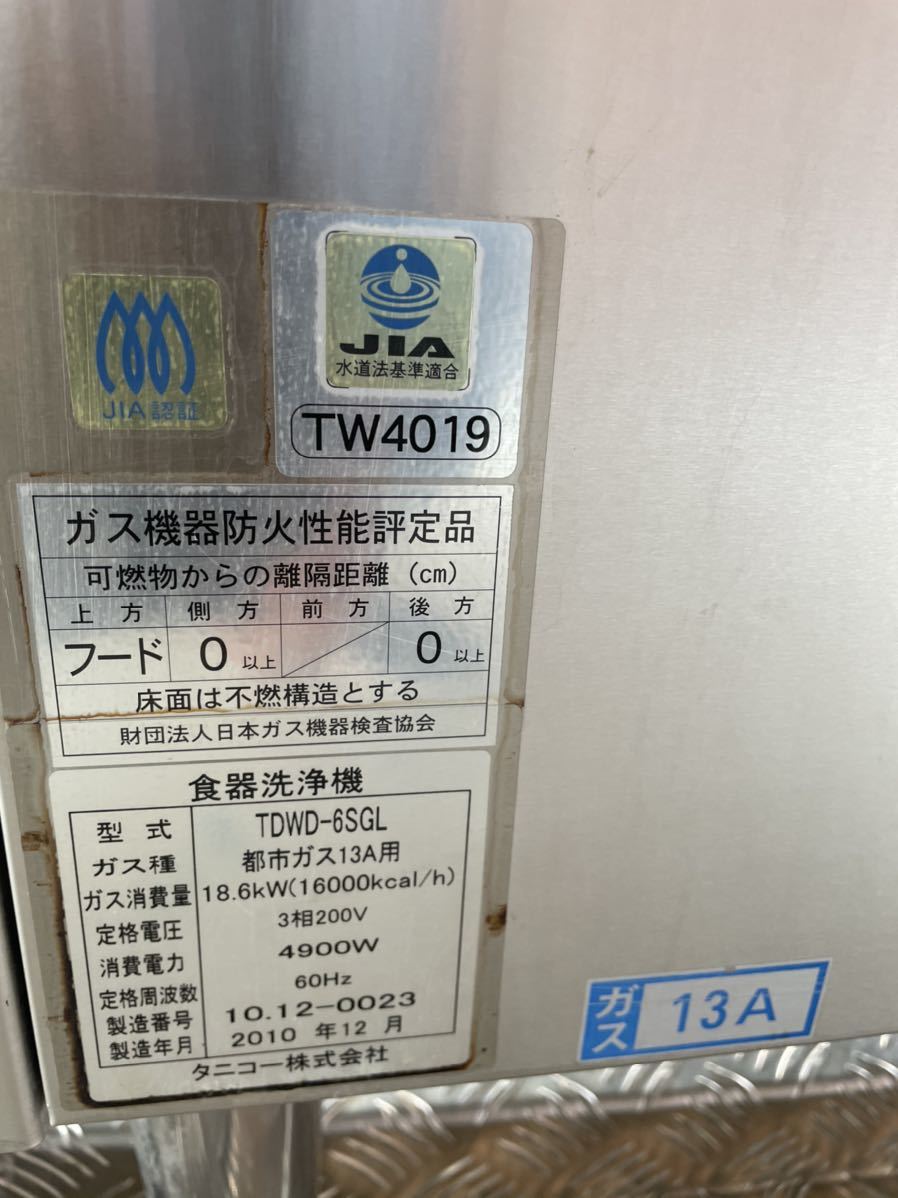 JIA認証
JIA
水道法基準適合
TW4019
ガス機器防火性能評定品
可燃物からの離隔距離 (cm)
上方 側方 前方 後方
フード 0 以上 0 以上
床面は不燃構造とする
財団法人日本ガス機器検査協会
食器洗浄機
型式 TDWD-6SGL
ガス種 都市ガス13A用
ガス消費量 18.6kW(16000kcal/h)
定格電圧 3相200V
消費電力 4900W
定格周波数 60Hz
製造番号 10.12-0023
製造年月 2010 年 12 月
タニコー株式会社
ガス 13A